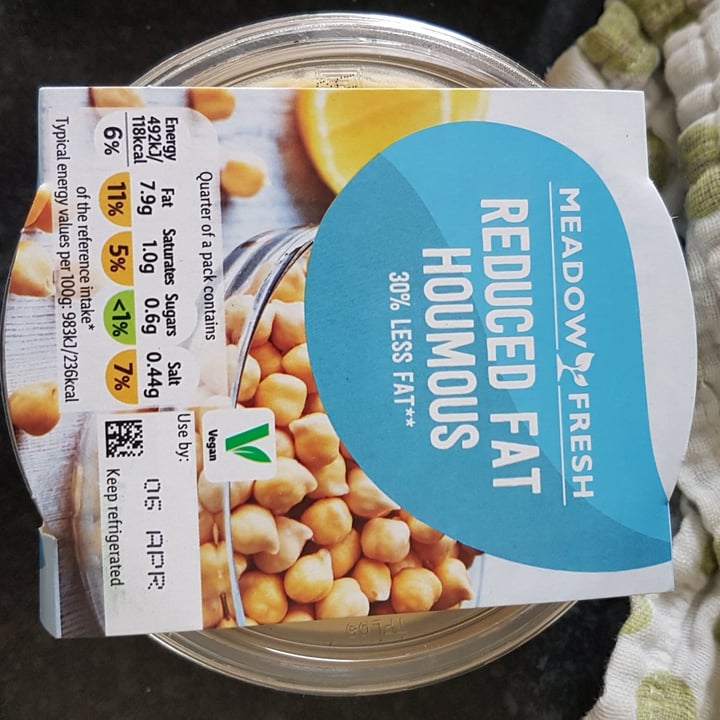 MEADOW FRESH
REDUCED FAT
HOUMOUS
30% LESS FAT**
Quarter of a pack contains
Energy Fat Saturates Sugars Salt
492kJ/ 7.9g 1.0g 0.6g 0.44g
118kcal
6% 11% 5% <1% 7%
of the reference intake*
Typical energy values per 100g: 983kJ/236kcal
V
Vegan
Use by:
06 APR
Keep refrigerated